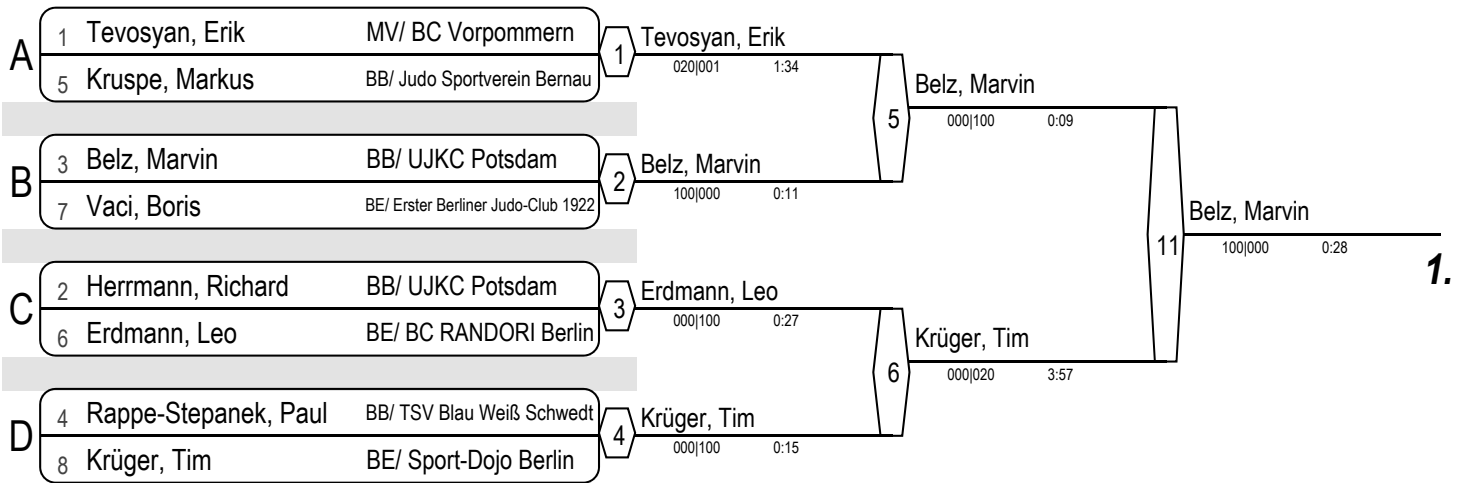 A
1 Tevosyan, Erik MV/ BC Vorpommern
5 Kruspe, Markus BB/ Judo Sportverein Bernau
1
Tevosyan, Erik
020|001 1:34
B
3 Belz, Marvin BB/ UJKC Potsdam
7 Vaci, Boris BE/ Erster Berliner Judo-Club 1922
2
Belz, Marvin
100|000 0:11
5
Belz, Marvin
000|100 0:09
C
2 Herrmann, Richard BB/ UJKC Potsdam
6 Erdmann, Leo BE/ BC RANDORI Berlin
3
Erdmann, Leo
000|100 0:27
D
4 Rappe-Stepanek, Paul BB/ TSV Blau Weiß Schwedt
8 Krüger, Tim BE/ Sport-Dojo Berlin
4
Krüger, Tim
000|100 0:15
6
Krüger, Tim
000|020 3:57
11
Belz, Marvin
100|000 0:28
1.